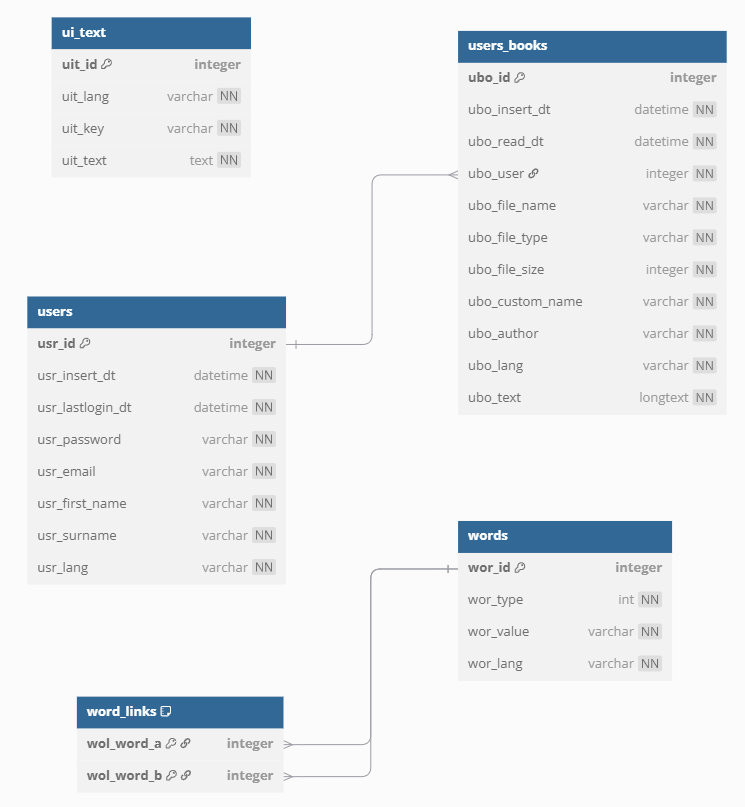 ui_text
uit_id integer
uit_lang varchar NN
uit_key varchar NN
uit_text text NN
users_books
ubo_id integer
ubo_insert_dt datetime NN
ubo_read_dt datetime NN
ubo_user integer NN
ubo_file_name varchar NN
ubo_file_type varchar NN
ubo_file_size integer NN
ubo_custom_name varchar NN
ubo_author varchar NN
ubo_lang varchar NN
ubo_text longtext NN
users
usr_id integer
usr_insert_dt datetime NN
usr_lastlogin_dt datetime NN
usr_password varchar NN
usr_email varchar NN
usr_first_name varchar NN
usr_surname varchar NN
usr_lang varchar NN
words
wor_id integer
wor_type int NN
wor_value varchar NN
wor_lang varchar NN
word_links
wol_word_a integer
wol_word_b integer